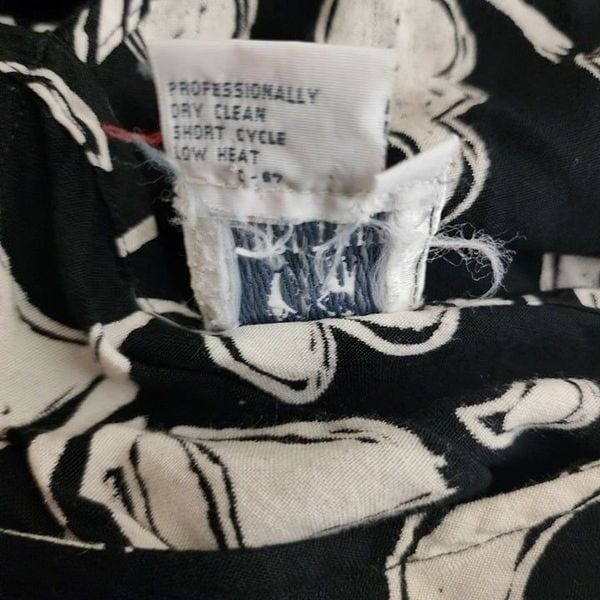 PROFESSIONALLY
DRY CLEAN
SHORT CYCLE
LOW HEAT